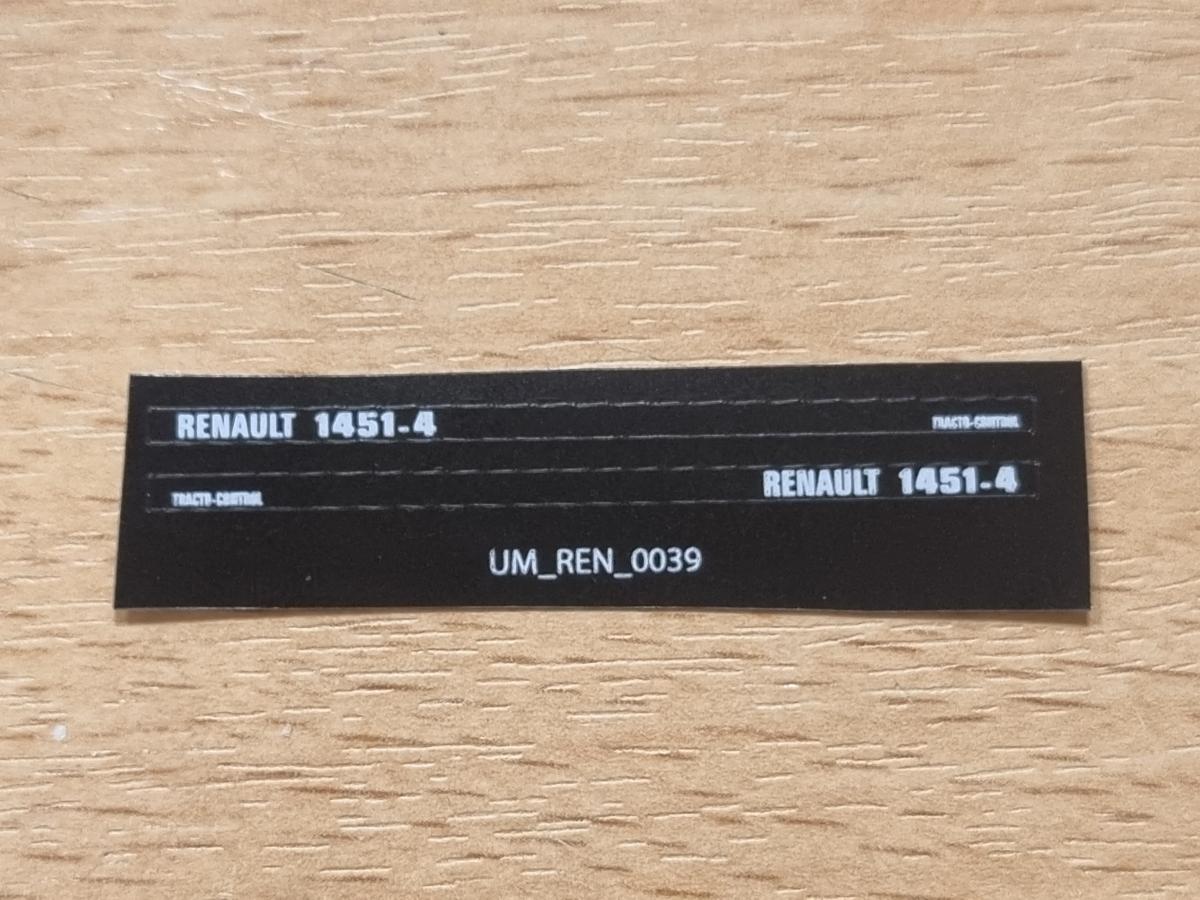 RENAULT 1451-4 TRACTO-CONTROL
TRACTO-CONTROL RENAULT 1451-4
UM_REN_0039